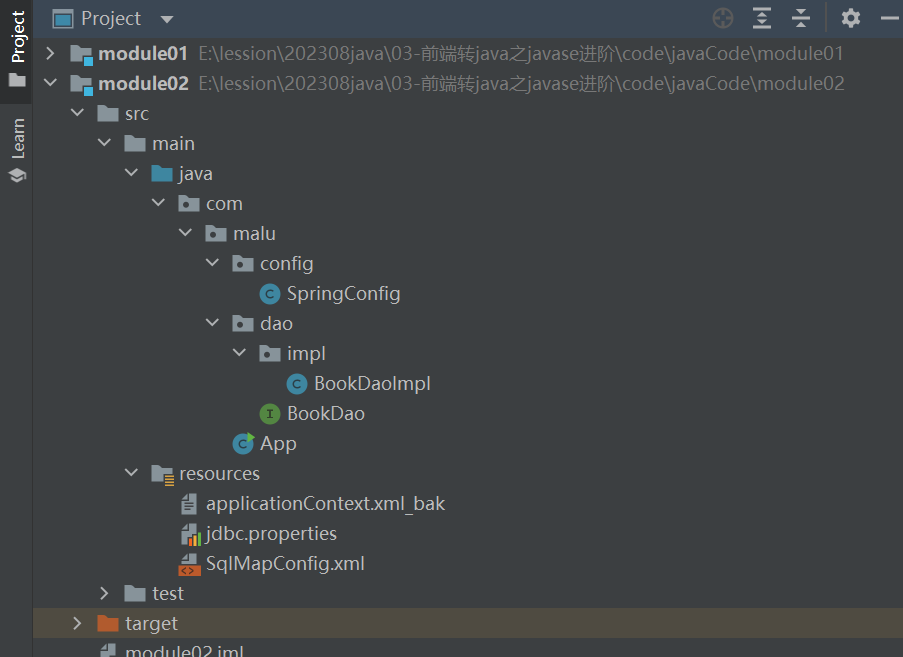 Project
Project
Learn
module01 E:\lession\202308java\03-前端转java之javase进阶\code\javaCode\module01
module02 E:\lession\202308java\03-前端转java之javase进阶\code\javaCode\module02
src
main
java
com
malu
config
C SpringConfig
dao
impl
C BookDaoImpl
I BookDao
C App
resources
applicationContext.xml_bak
jdbc.properties
SqlMapConfig.xml
test
target
module02.iml